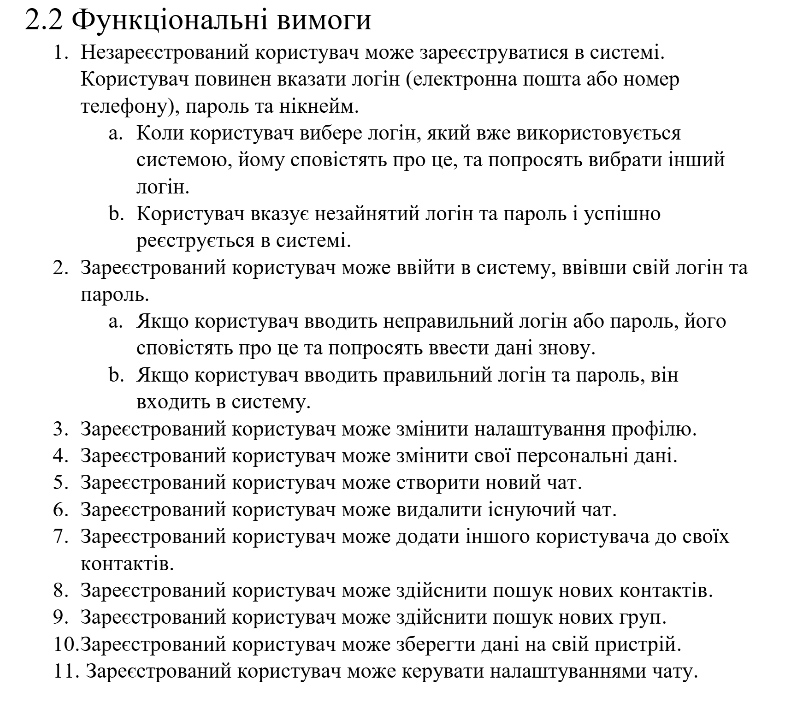 2.2 Функціональні вимоги
1. Незареєстрований користувач може зареєструватися в системі.
Користувач повинен вказати логін (електронна пошта або номер
телефону), пароль та нікнейм.
a. Коли користувач вибере логін, який вже використовується
системою, йому сповістять про це, та попросять вибрати інший
логін.
b. Користувач вказує незайнятий логін та пароль і успішно
реєструється в системі.
2. Зареєстрований користувач може ввійти в систему, ввівши свій логін та
пароль.
a. Якщо користувач вводить неправильний логін або пароль, його
сповістять про це та попросять ввести дані знову.
b. Якщо користувач вводить правильний логін та пароль, він
входить в систему.
3. Зареєстрований користувач може змінити налаштування профілю.
4. Зареєстрований користувач може змінити свої персональні дані.
5. Зареєстрований користувач може створити новий чат.
6. Зареєстрований користувач може видалити існуючий чат.
7. Зареєстрований користувач може додати іншого користувача до своїх
контактів.
8. Зареєстрований користувач може здійснити пошук нових контактів.
9. Зареєстрований користувач може здійснити пошук нових груп.
10.Зареєстрований користувач може зберегти дані на свій пристрій.
11. Зареєстрований користувач може керувати налаштуваннями чату.